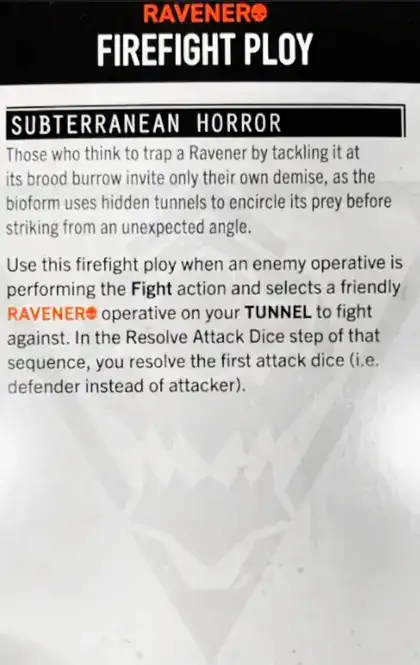 RAVENER
FIREFIGHT PLOY
SUBTERRANEAN HORROR
Those who think to trap a Ravener by tackling it at
its brood burrow invite only their own demise, as the
bioform uses hidden tunnels to encircle its prey before
striking from an unexpected angle.
Use this firefight ploy when an enemy operative is
performing the Fight action and selects a friendly
RAVENER operative on your TUNNEL to fight
against. In the Resolve Attack Dice step of that
sequence, you resolve the first attack dice (i.e.
defender instead of attacker).